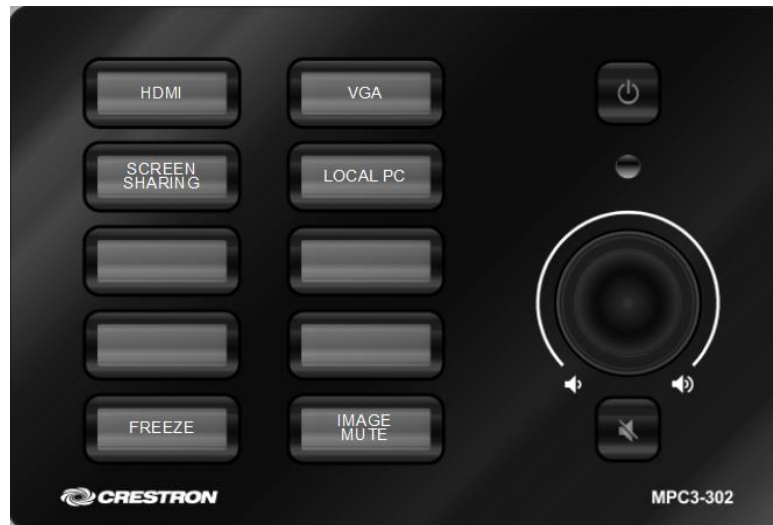 HDMI
VGA
SCREEN
SHARING
LOCAL PC
FREEZE
IMAGE
MUTE
CRESTRON
MPC3-302